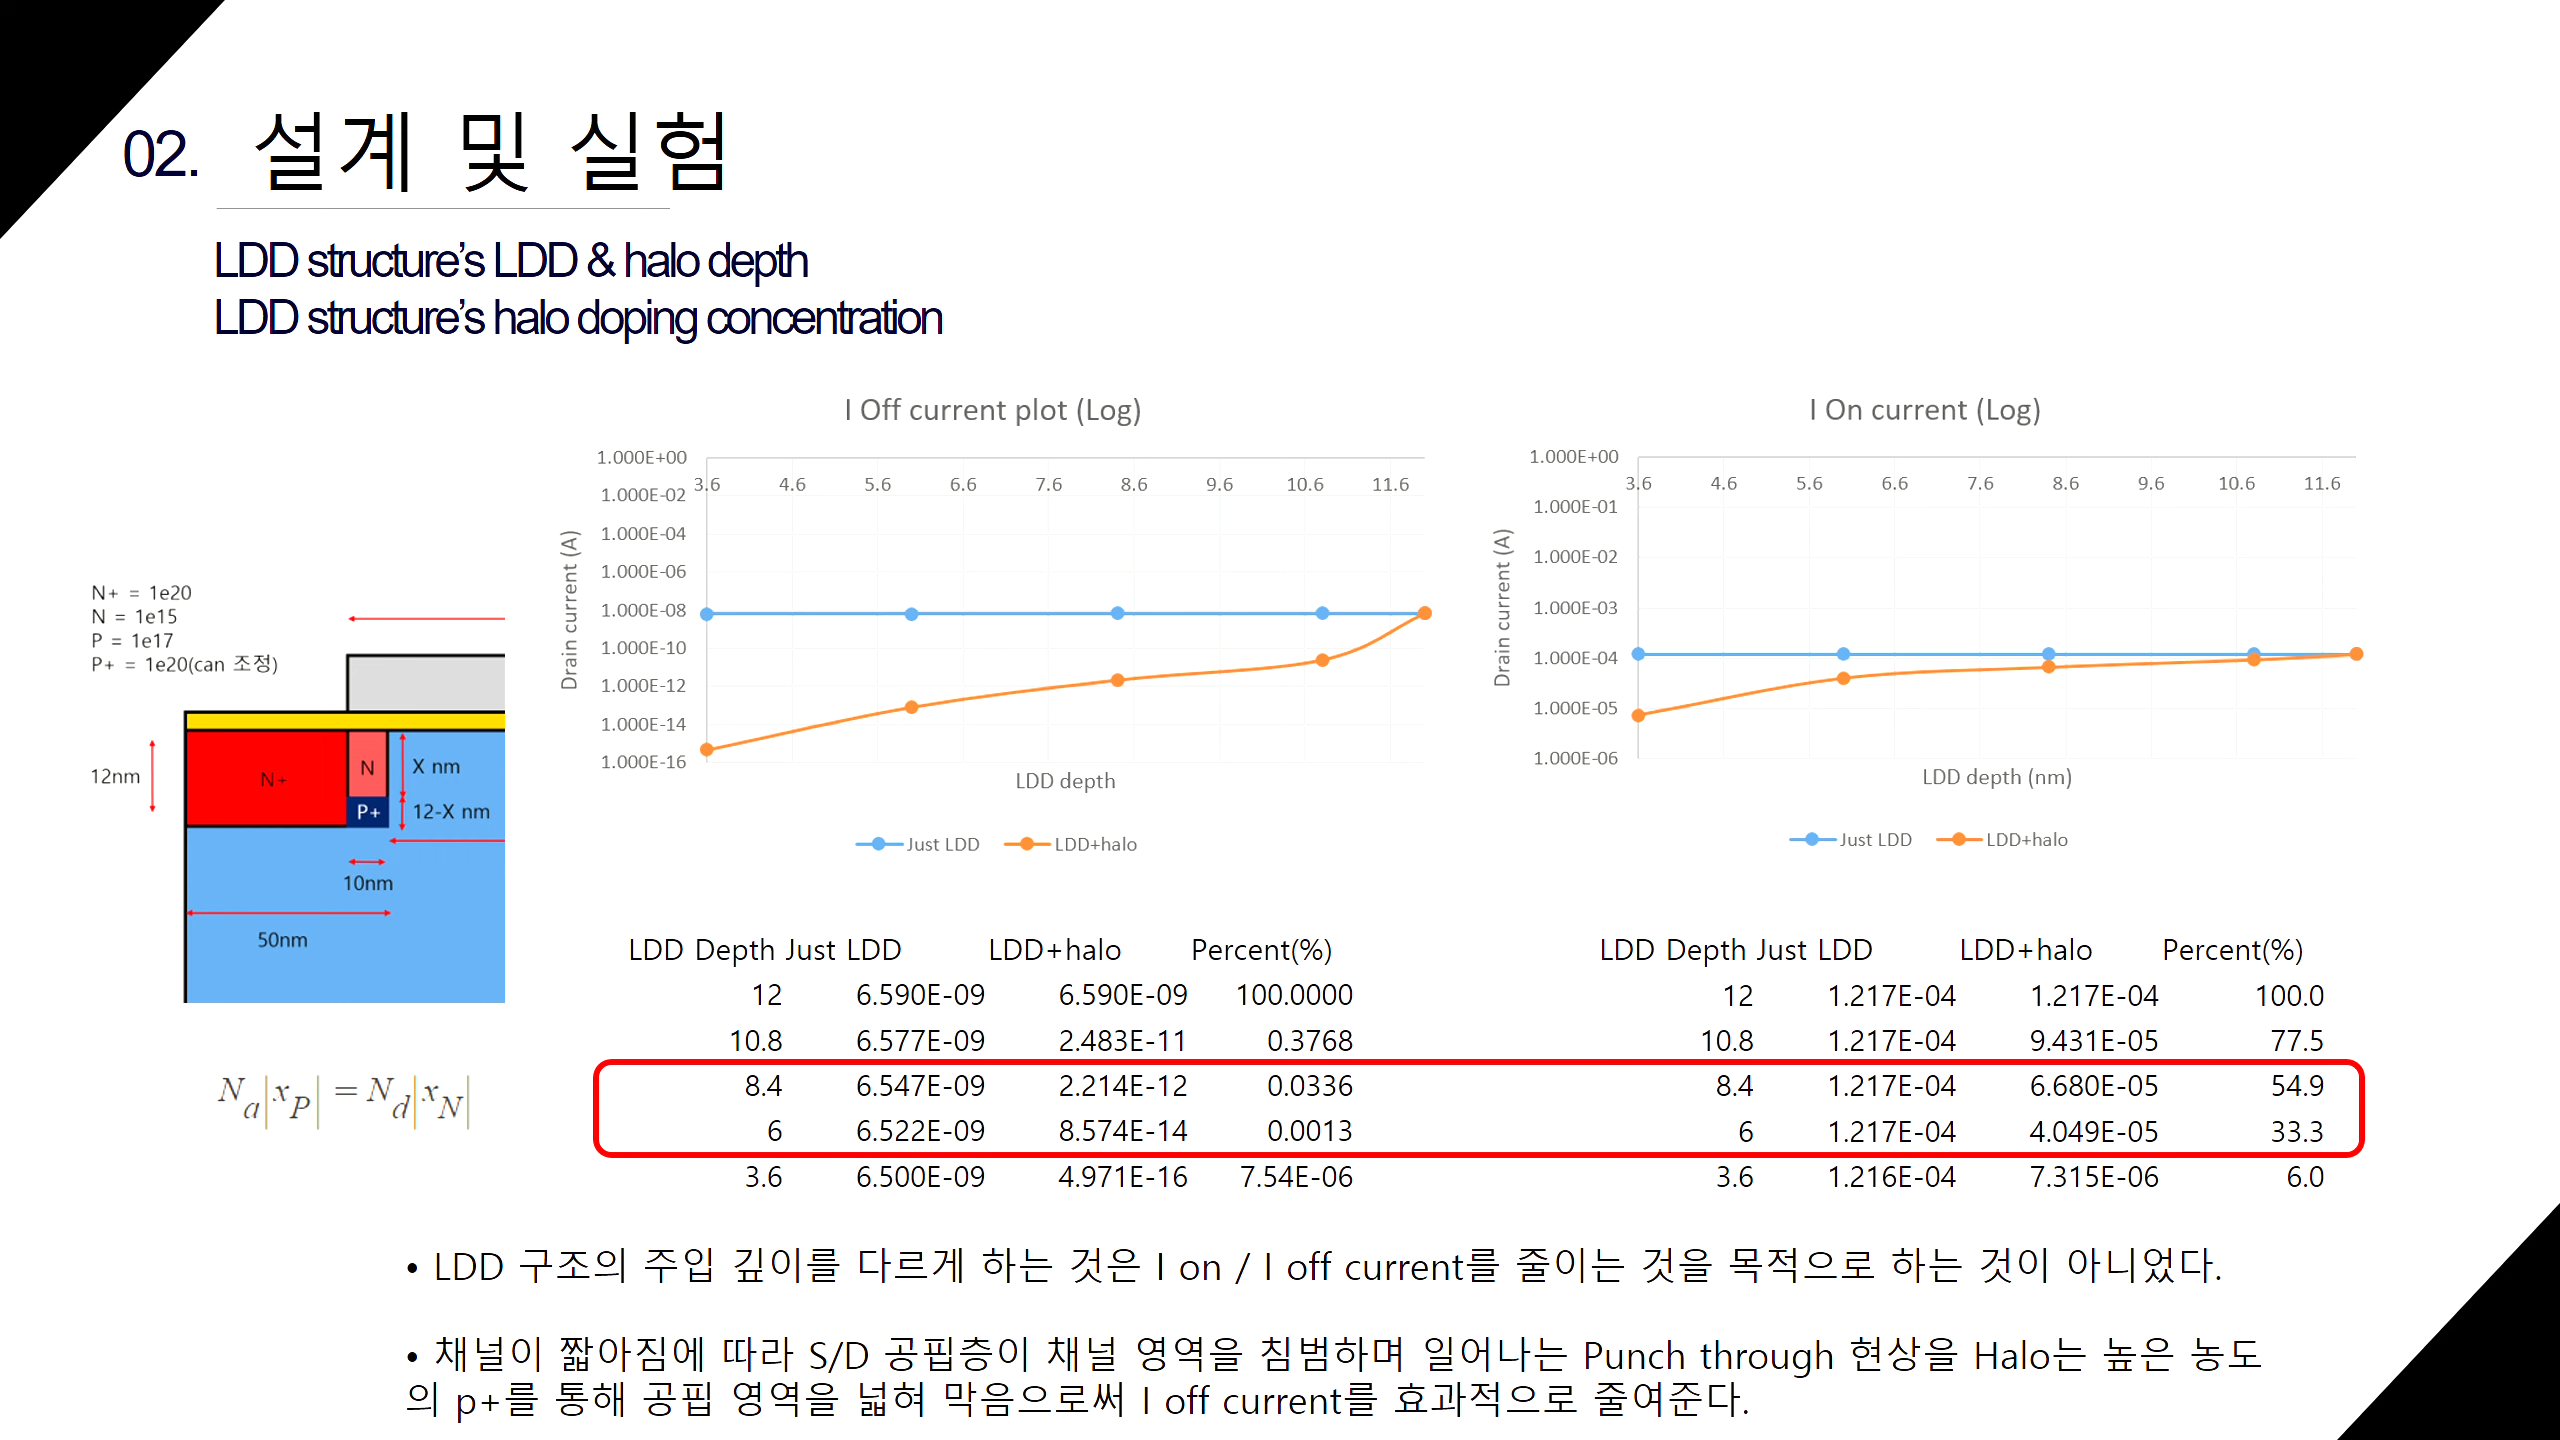 02. 설계 및 실험
LDD structure’s LDD & halo depth
LDD structure’s halo doping concentration
N+ = 1e20
N = 1e15
P = 1e17
P+ = 1e20(can 조정)
12nm
N+
N
X nm
P+
12-X nm
10nm
50nm
N_a|x_P| = N_d|x_N|
I Off current plot (Log)
Drain current (A)
1.000E+00
1.000E-02
1.000E-04
1.000E-06
1.000E-08
1.000E-10
1.000E-12
1.000E-14
1.000E-16
3.6 4.6 5.6 6.6 7.6 8.6 9.6 10.6 11.6
LDD depth
Just LDD LDD+halo
I On current (Log)
Drain current (A)
1.000E+00
1.000E-01
1.000E-02
1.000E-03
1.000E-04
1.000E-05
1.000E-06
3.6 4.6 5.6 6.6 7.6 8.6 9.6 10.6 11.6
LDD depth (nm)
Just LDD LDD+halo
LDD Depth Just LDD LDD+halo Percent(%)
12 6.590E-09 6.590E-09 100.0000
10.8 6.577E-09 2.483E-11 0.3768
8.4 6.547E-09 2.214E-12 0.0336
6 6.522E-09 8.574E-14 0.0013
3.6 6.500E-09 4.971E-16 7.54E-06
LDD Depth Just LDD LDD+halo Percent(%)
12 1.217E-04 1.217E-04 100.0
10.8 1.217E-04 9.431E-05 77.5
8.4 1.217E-04 6.680E-05 54.9
6 1.217E-04 4.049E-05 33.3
3.6 1.216E-04 7.315E-06 6.0
• LDD 구조의 주입 깊이를 다르게 하는 것은 I on / I off current를 줄이는 것을 목적으로 하는 것이 아니었다.
• 채널이 짧아짐에 따라 S/D 공핍층이 채널 영역을 침범하며 일어나는 Punch through 현상을 Halo는 높은 농도
의 p+를 통해 공핍 영역을 넓혀 막음으로써 I off current를 효과적으로 줄여준다.